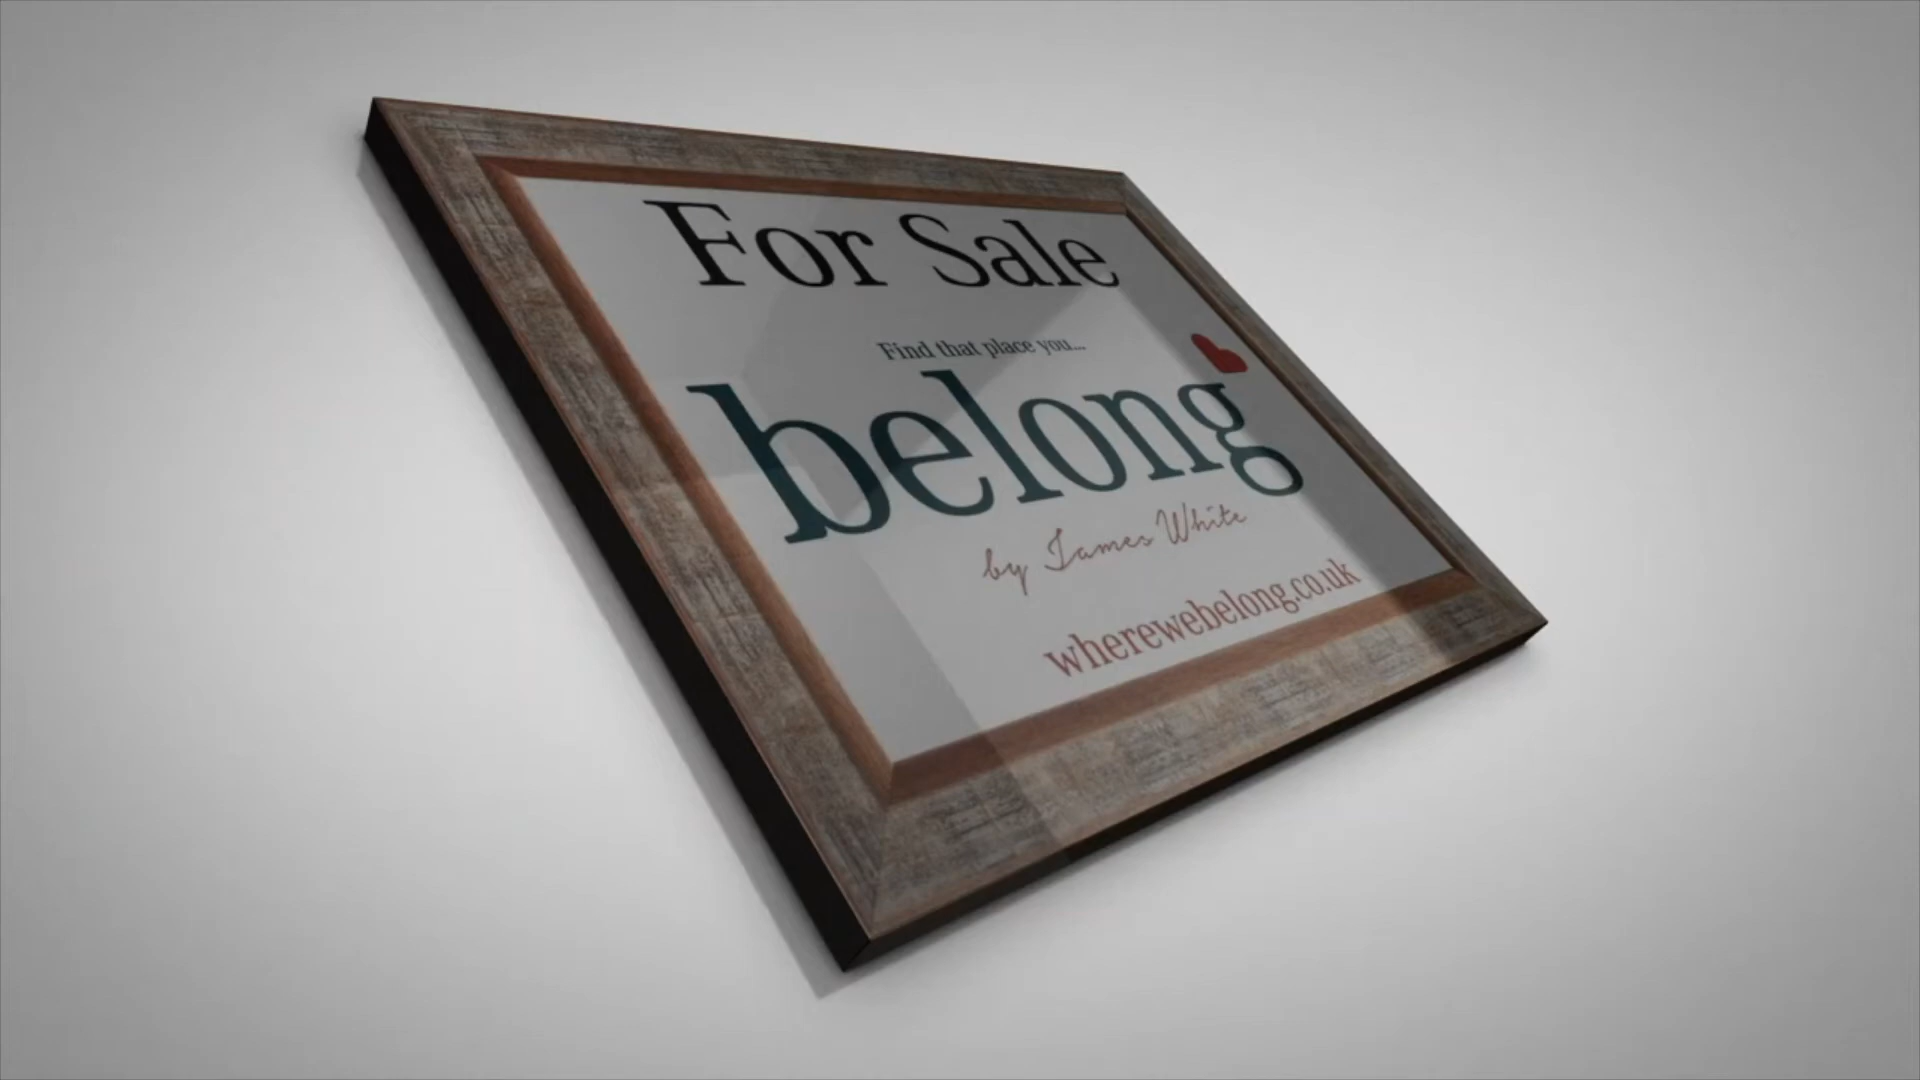 For Sale
Find that place you...
belong
by James White
wherewebelong.co.uk